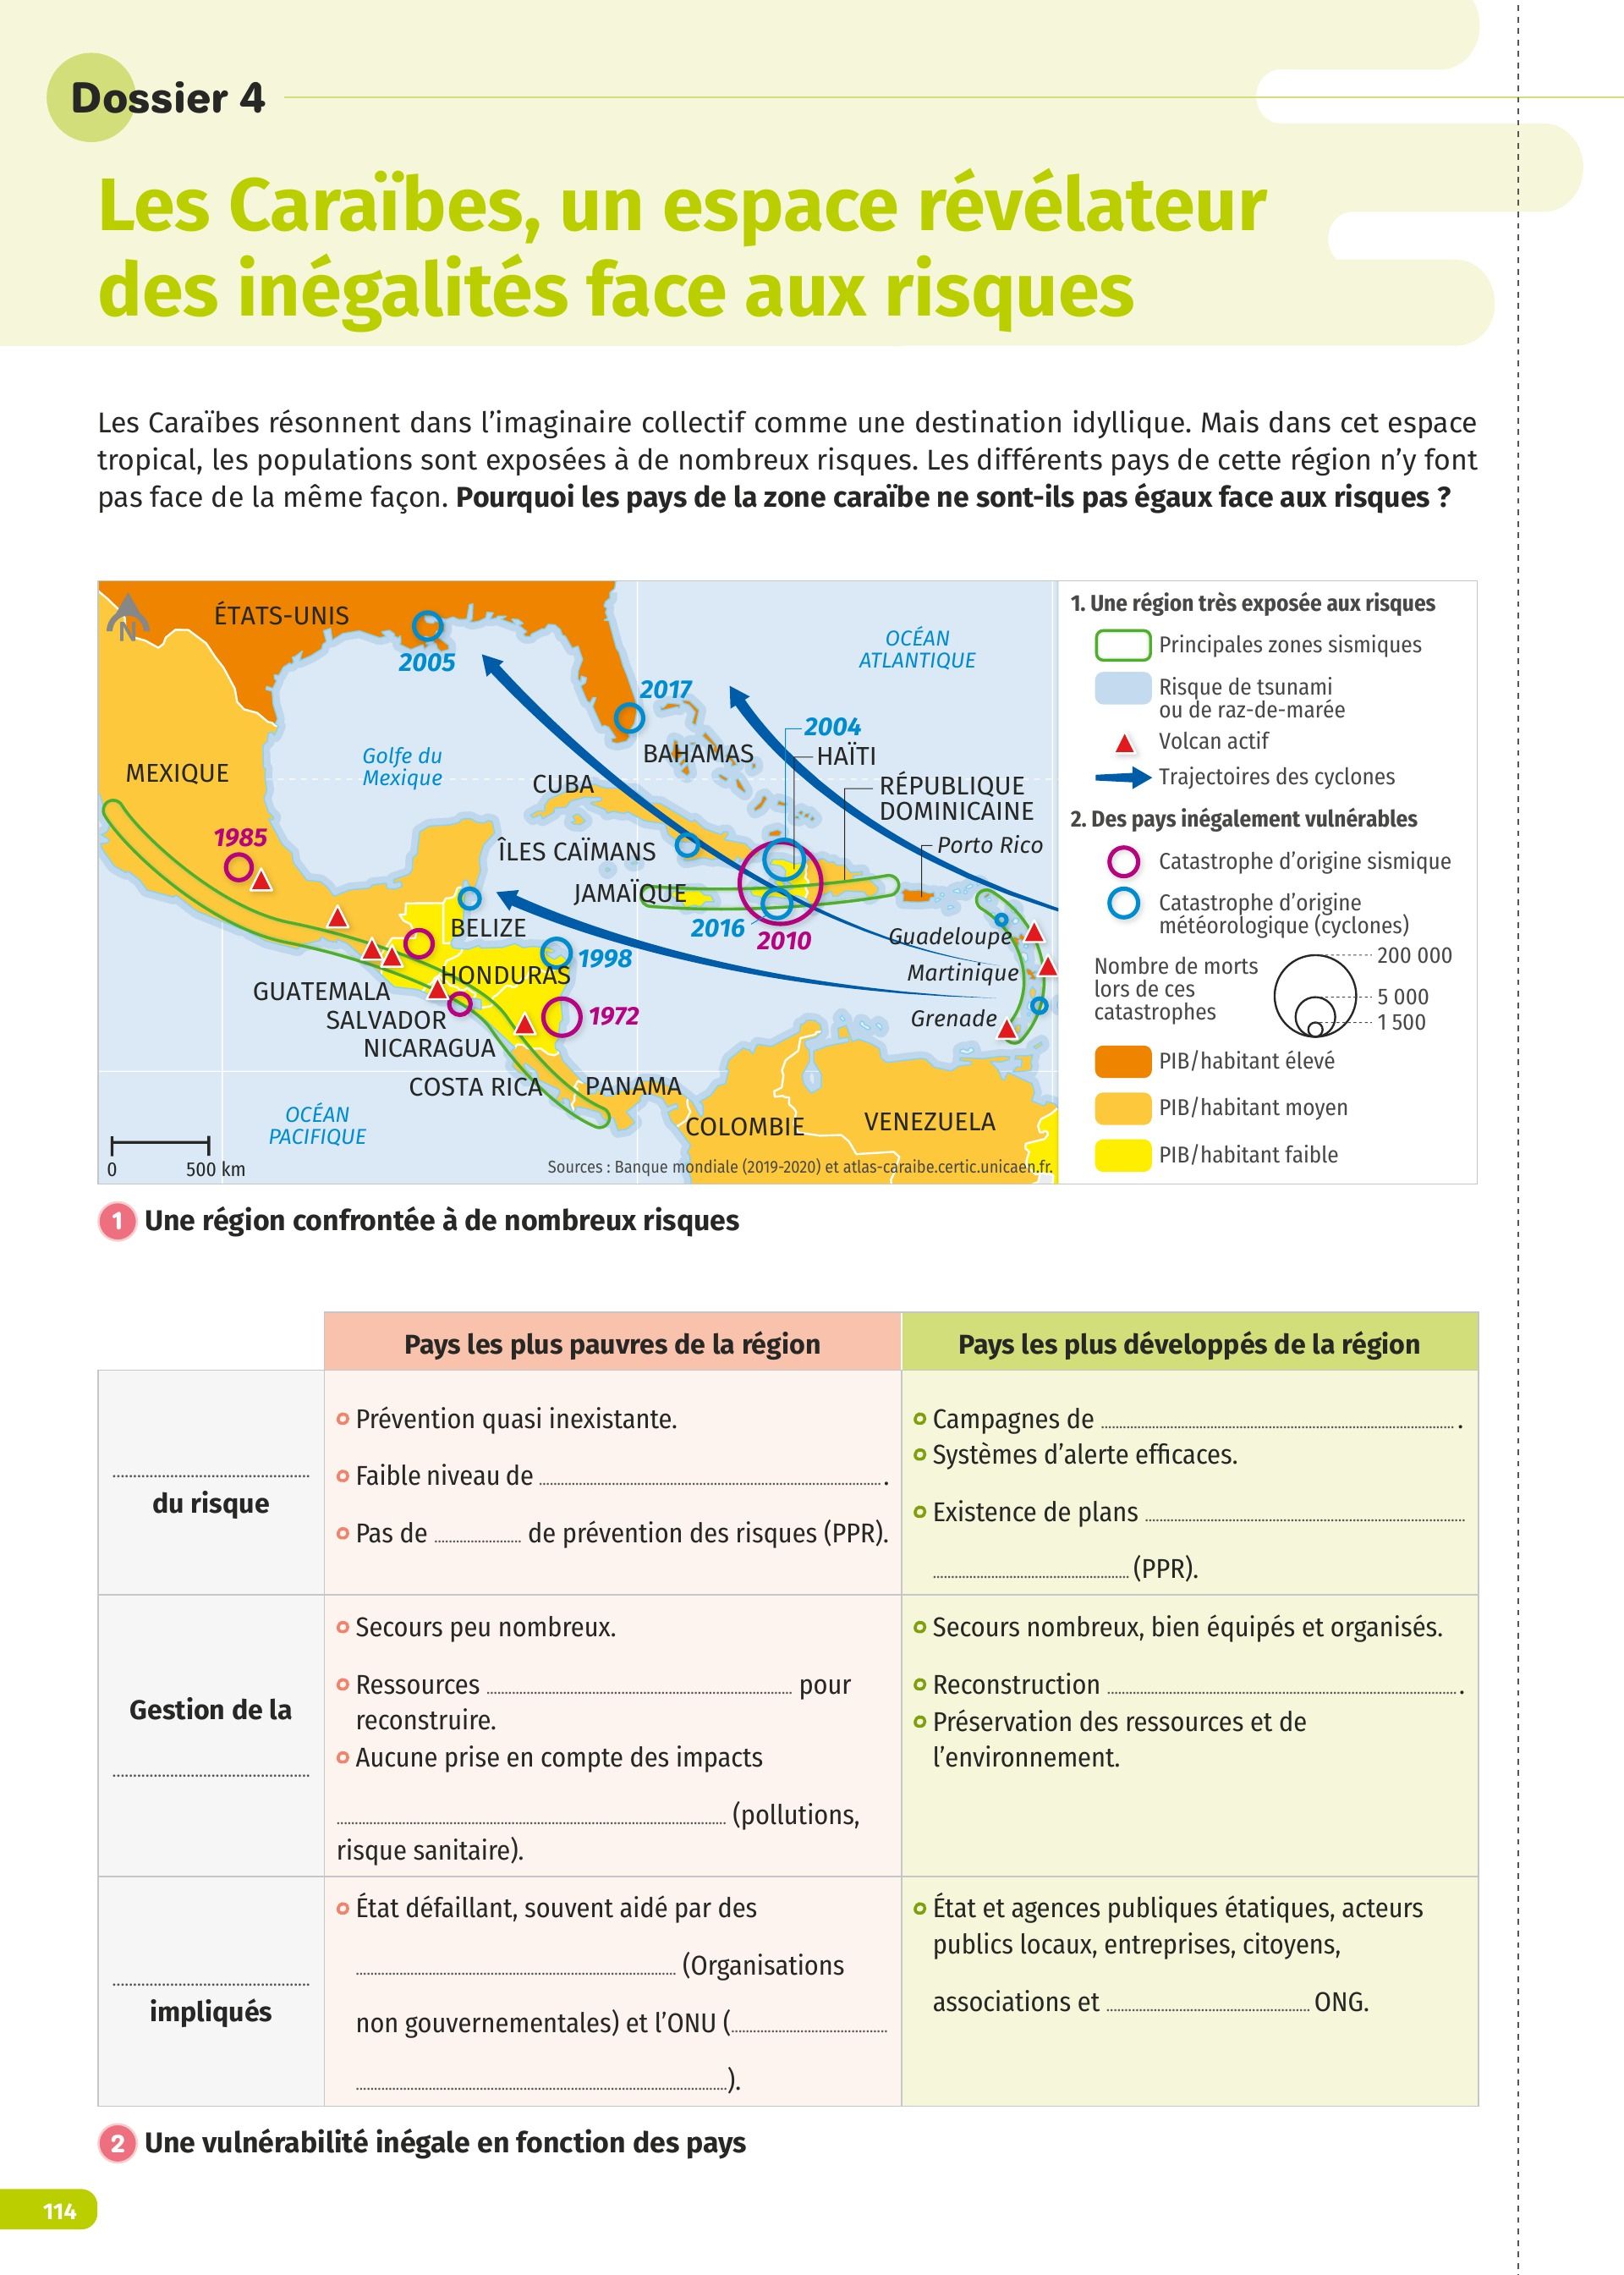 Dossier 4
Les Caraïbes, un espace révélateur
des inégalités face aux risques
Les Caraïbes résonnent dans l’imaginaire collectif comme une destination idyllique. Mais dans cet espace
tropical, les populations sont exposées à de nombreux risques. Les différents pays de cette région n’y font
pas face de la même façon. Pourquoi les pays de la zone caraïbe ne sont-ils pas égaux face aux risques ?
N
ÉTATS-UNIS
2005
OCÉAN
ATLANTIQUE
2017
2004
Golfe du
Mexique
BAHAMAS
HAÏTI
MEXIQUE
CUBA
RÉPUBLIQUE
DOMINICAINE
1985
ÎLES CAÏMANS
Porto Rico
JAMAÏQUE
BELIZE
2016
2010
Guadeloupe
1998
HONDURAS
Martinique
GUATEMALA
1972
SALVADOR
Grenade
NICARAGUA
COSTA RICA
PANAMA
OCÉAN
PACIFIQUE
COLOMBIE
VENEZUELA
0 500 km
Sources : Banque mondiale (2019-2020) et atlas-caraibe.certic.unicaen.fr.
1. Une région très exposée aux risques
Principales zones sismiques
Risque de tsunami
ou de raz-de-marée
Volcan actif
Trajectoires des cyclones
2. Des pays inégalement vulnérables
Catastrophe d’origine sismique
Catastrophe d’origine
météorologique (cyclones)
Nombre de morts
lors de ces
catastrophes
200 000
5 000
1 500
PIB/habitant élevé
PIB/habitant moyen
PIB/habitant faible
1 Une région confrontée à de nombreux risques
Pays les plus pauvres de la région
Pays les plus développés de la région
du risque
Prévention quasi inexistante.
Faible niveau de .
Pas de de prévention des risques (PPR).
Campagnes de .
Systèmes d’alerte efficaces.
Existence de plans
(PPR).
Gestion de la
Secours peu nombreux.
Ressources pour
reconstruire.
Aucune prise en compte des impacts
(pollutions,
risque sanitaire).
Secours nombreux, bien équipés et organisés.
Reconstruction .
Préservation des ressources et de
l’environnement.
impliqués
État défaillant, souvent aidé par des
(Organisations
non gouvernementales) et l’ONU (
).
État et agences publiques étatiques, acteurs
publics locaux, entreprises, citoyens,
associations et ONG.
2 Une vulnérabilité inégale en fonction des pays
114